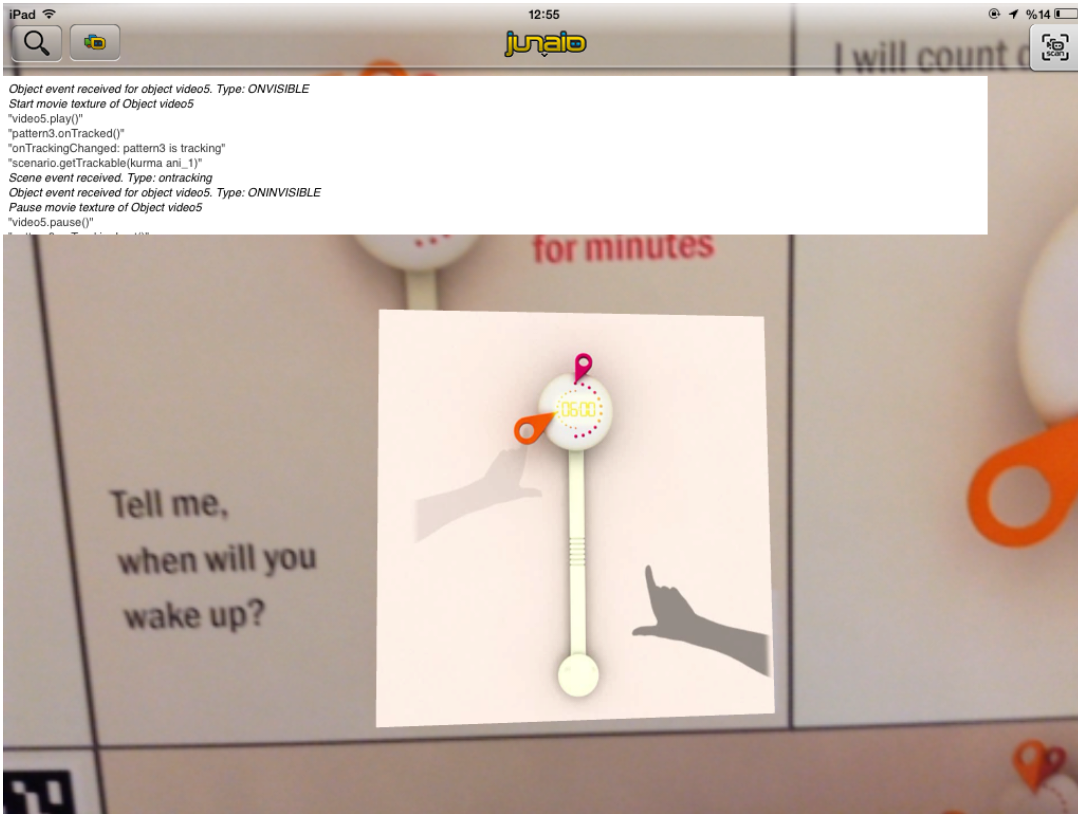 iPad
12:55
%14
junaio
scan
I will count
Object event received for object video5. Type: ONVISIBLE
Start movie texture of Object video5
"video5.play()"
"pattern3.onTracked()"
"onTrackingChanged: pattern3 is tracking"
"scenario.getTrackable(kurma ani_1)"
Scene event received. Type: ontracking
Object event received for object video5. Type: ONINVISIBLE
Pause movie texture of Object video5
"video5.pause()"
for minutes
06:00
Tell me,
when will you
wake up?